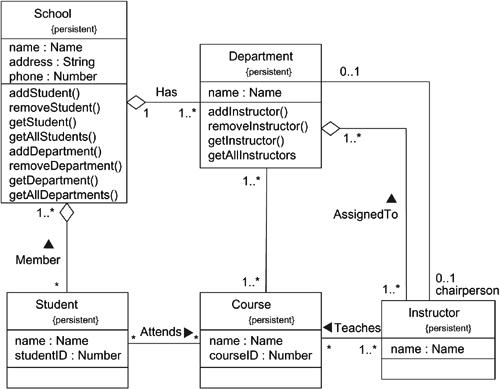 School
{persistent}
name : Name
address : String
phone : Number
addStudent()
removeStudent()
getStudent()
getAllStudents()
addDepartment()
removeDepartment()
getDepartment()
getAllDepartments()
Has
1
1..*
Department
{persistent}
name : Name
addInstructor()
removeInstructor()
getInstructor()
getAllInstructors
0..1
1..*
1..*
1..*
AssignedTo
Member
*
1..*
1..*
0..1
chairperson
Student
{persistent}
name : Name
studentID : Number
Attends
*
*
Course
{persistent}
name : Name
courseID : Number
Teaches
*
1..*
Instructor
{persistent}
name : Name